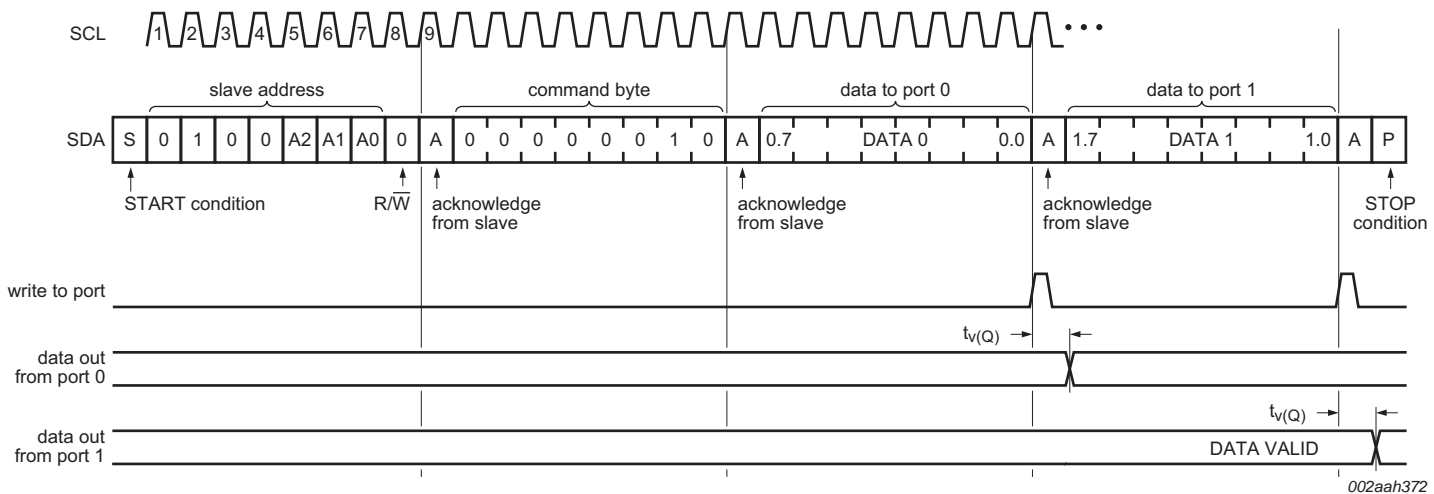 SCL 1 2 3 4 5 6 7 8 9 •••
slave address command byte data to port 0 data to port 1
SDA S 0 1 0 0 A2 A1 A0 0 A 0 0 0 0 0 0 1 0 A 0.7 DATA 0 0.0 A 1.7 DATA 1 1.0 A P
START condition R/W̅ acknowledge acknowledge acknowledge STOP
from slave from slave from slave condition
write to port
tv(Q)
data out
from port 0
tv(Q)
data out
from port 1 DATA VALID
002aah372